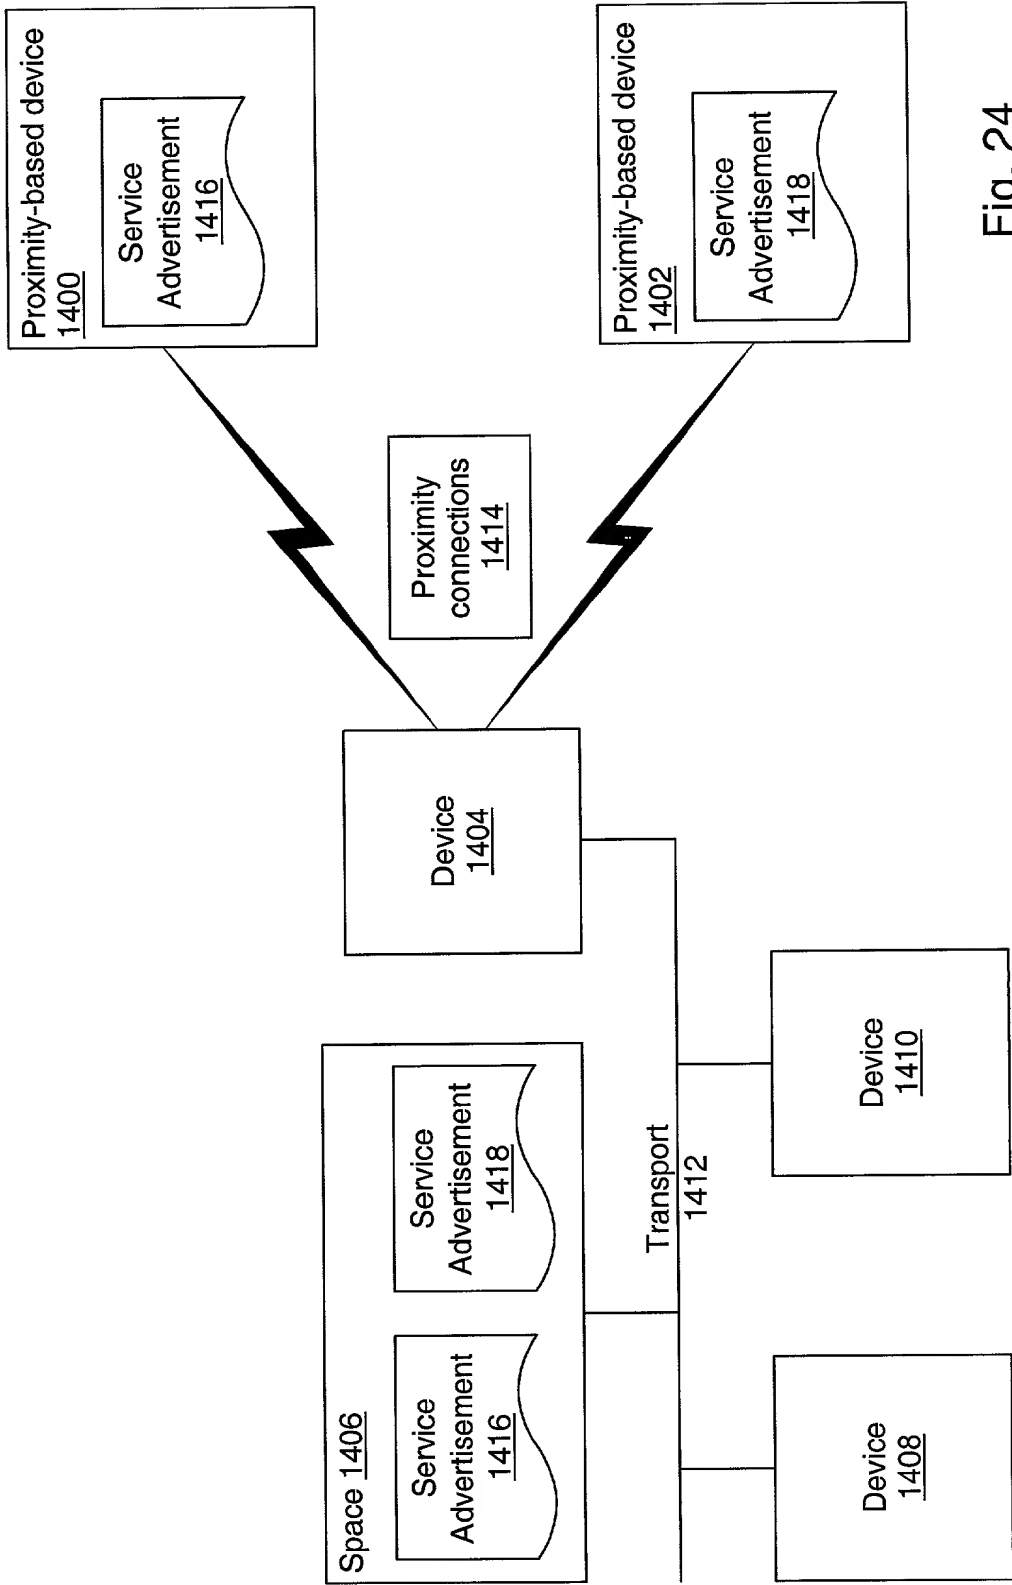 Space 1406
Service
Advertisement
1416
Service
Advertisement
1418
Device
1404
Proximity
connections
1414
Proximity-based device
1400
Service
Advertisement
1416
Proximity-based device
1402
Service
Advertisement
1418
Transport
1412
Device
1408
Device
1410
Fig. 24